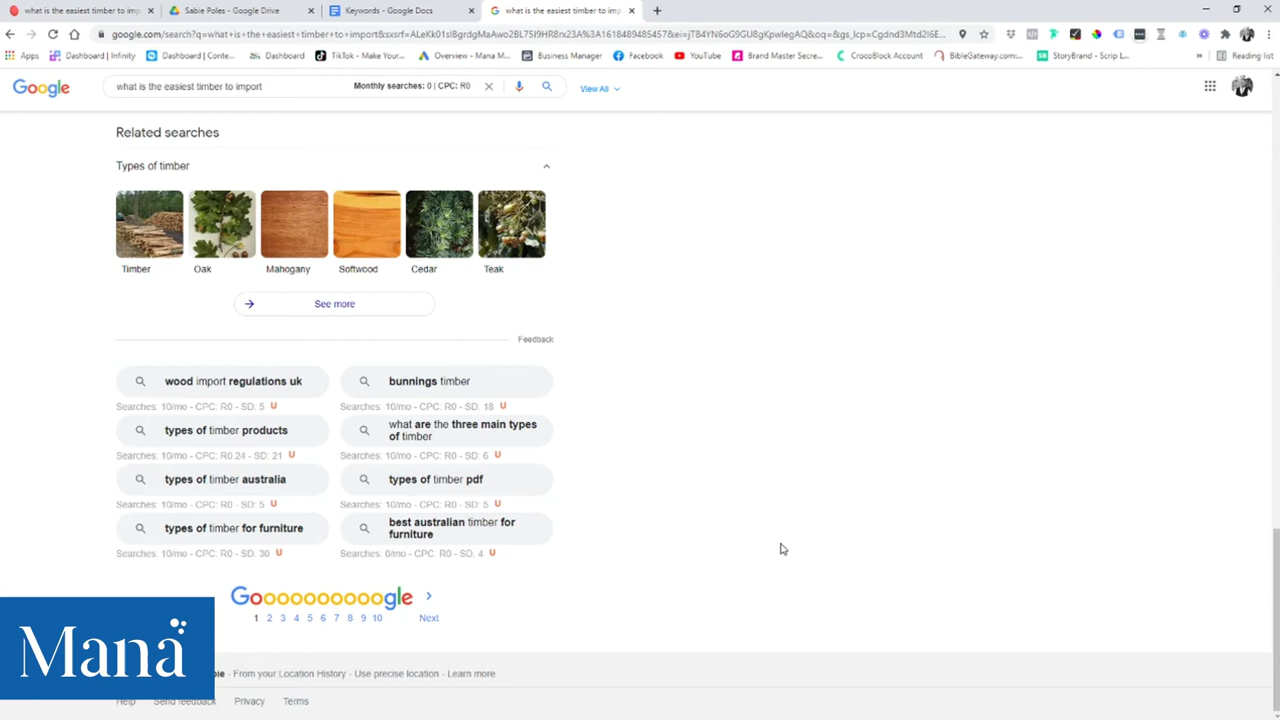 what is the easiest timber to imp
Sabie Poles - Google Drive
Keywords - Google Docs
what is the easiest timber to imp
Apps
Dashboard | Infinity
Dashboard | Conte...
Dashboard
TikTok - Make Your...
Overview - Mana M...
Business Manager
Facebook
YouTube
Brand Master Secre...
CrocoBlock Account
BibleGateway.com:...
StoryBrand - Scrip L...
Reading list
Google
what is the easiest timber to import
Monthly searches: 0 | CPC: R0
View All
Related searches
Types of timber
Timber
Oak
Mahogany
Softwood
Cedar
Teak
See more
Feedback
wood import regulations uk
bunnings timber
Searches: 10/mo - CPC: R0 - SD: 5
Searches: 10/mo - CPC: R0 - SD: 18
types of timber products
what are the three main types
of timber
Searches: 10/mo - CPC: R0.24 - SD: 21
Searches: 10/mo - CPC: R0 - SD: 6
types of timber australia
types of timber pdf
Searches: 10/mo - CPC: R0 - SD: 5
Searches: 10/mo - CPC: R0 - SD: 5
types of timber for furniture
best australian timber for
furniture
Searches: 10/mo - CPC: R0 - SD: 30
Searches: 0/mo - CPC: R0 - SD: 4
Goooooooooogle
1 2 3 4 5 6 7 8 9 10 Next
Manä
- From your Location History - Use precise location - Learn more
Help Send feedback Privacy Terms